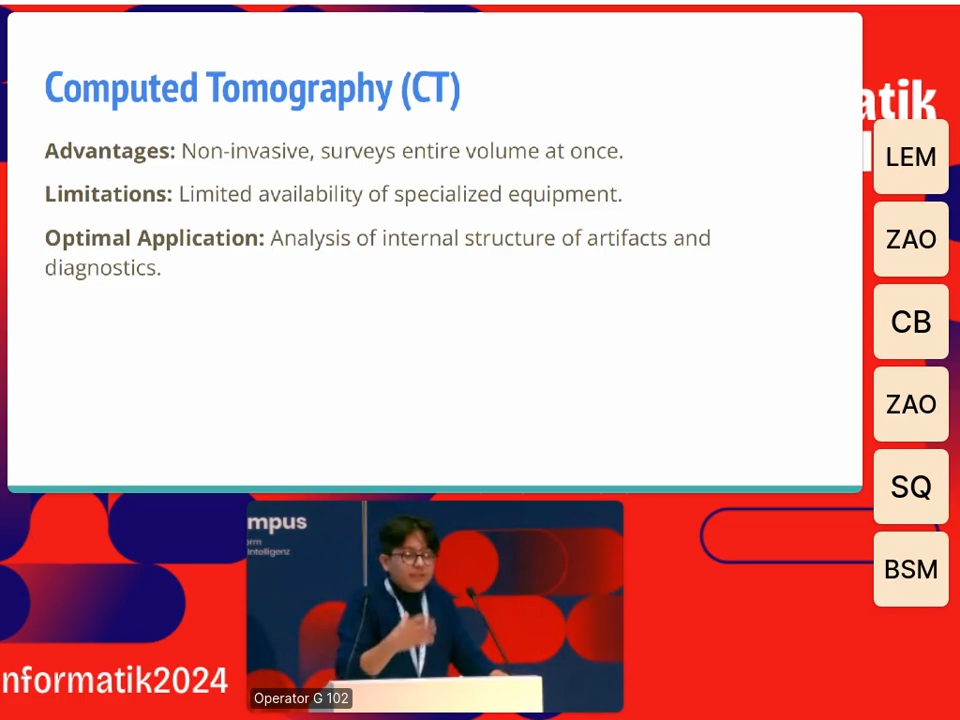 Computed Tomography (CT)
Advantages: Non-invasive, surveys entire volume at once.
Limitations: Limited availability of specialized equipment.
Optimal Application: Analysis of internal structure of artifacts and
diagnostics.
atik
LEM
ZAO
CB
ZAO
SQ
BSM
mpus
orm
Intelligenz
Operator G 102
nformatik2024